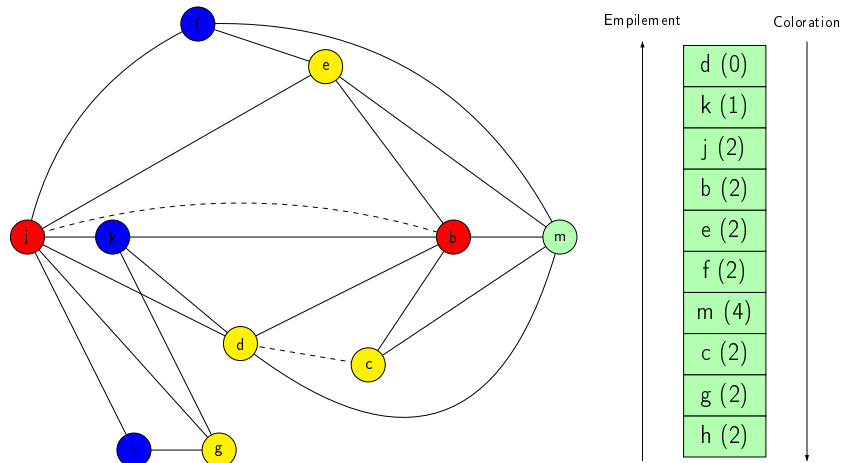 Empilement
Coloration
f
e
j
k
b
m
d
c
h
g
d (0)
k (1)
j (2)
b (2)
e (2)
f (2)
m (4)
c (2)
g (2)
h (2)